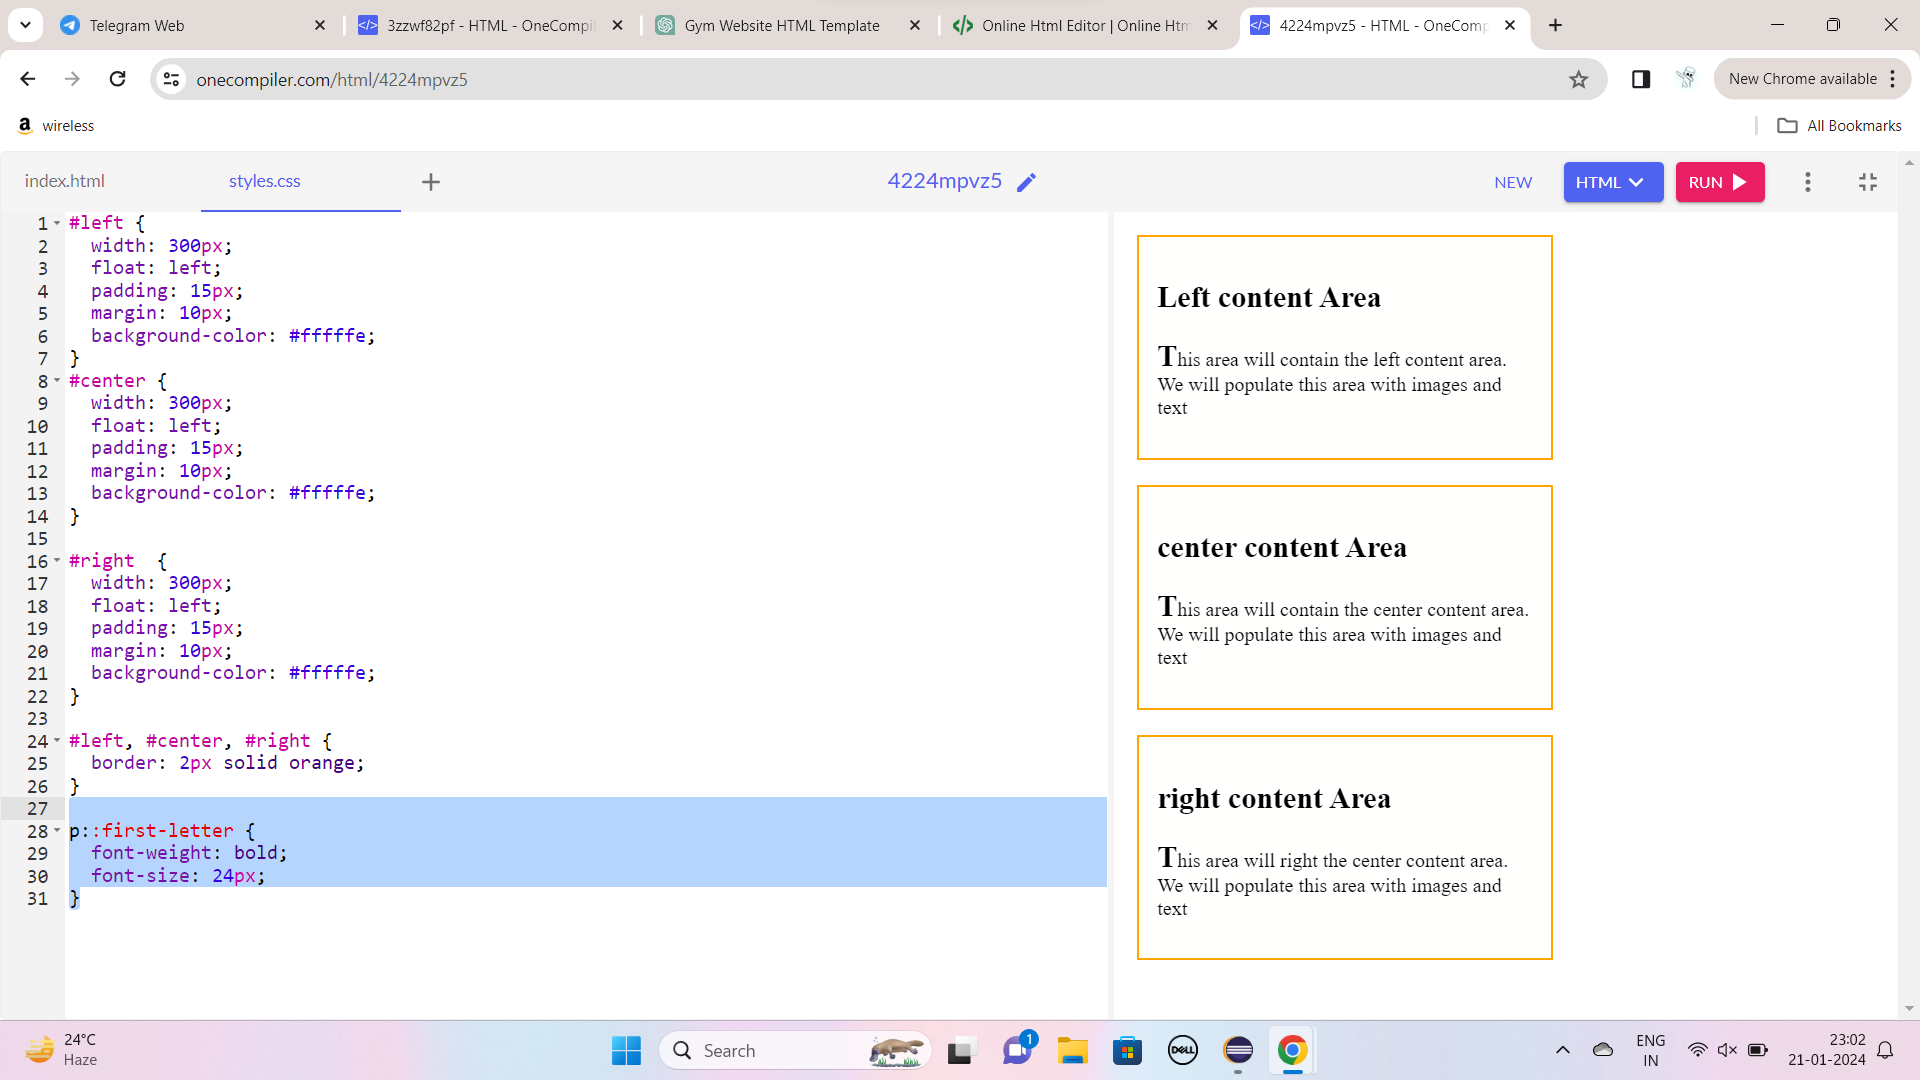 Telegram Web
3zzwf82pf - HTML - OneCompil
Gym Website HTML Template
Online Html Editor | Online Htm
4224mpvz5 - HTML - OneComp
onecompiler.com/html/4224mpvz5
New Chrome available
wireless
All Bookmarks
index.html
styles.css
4224mpvz5
NEW
HTML
RUN
1 #left {
2 width: 300px;
3 float: left;
4 padding: 15px;
5 margin: 10px;
6 background-color: #fffffe;
7 }
8 #center {
9 width: 300px;
10 float: left;
11 padding: 15px;
12 margin: 10px;
13 background-color: #fffffe;
14 }
15
16 #right  {
17 width: 300px;
18 float: left;
19 padding: 15px;
20 margin: 10px;
21 background-color: #fffffe;
22 }
23
24 #left, #center, #right {
25 border: 2px solid orange;
26 }
27
28 p::first-letter {
29 font-weight: bold;
30 font-size: 24px;
31 }
Left content Area
This area will contain the left content area.
We will populate this area with images and
text
center content Area
This area will contain the center content area.
We will populate this area with images and
text
right content Area
This area will right the center content area.
We will populate this area with images and
text
24°C
Haze
Search
1
DELL
ENG
IN
23:02
21-01-2024